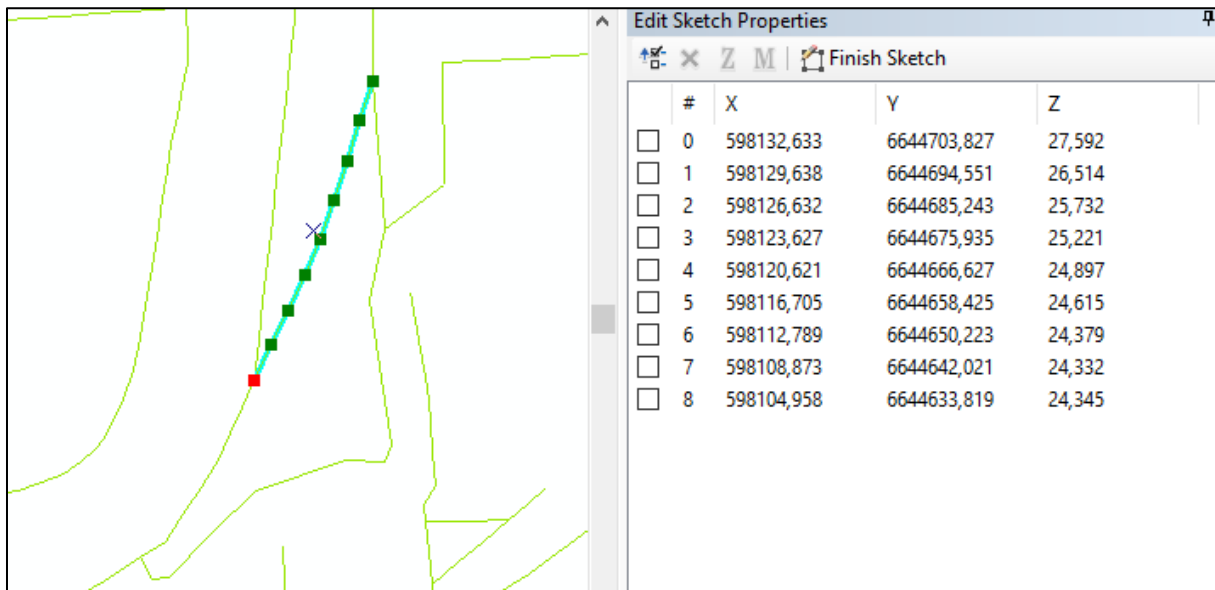 Edit Sketch Properties
Z M Finish Sketch
# X Y Z
0 598132,633 6644703,827 27,592
1 598129,638 6644694,551 26,514
2 598126,632 6644685,243 25,732
3 598123,627 6644675,935 25,221
4 598120,621 6644666,627 24,897
5 598116,705 6644658,425 24,615
6 598112,789 6644650,223 24,379
7 598108,873 6644642,021 24,332
8 598104,958 6644633,819 24,345